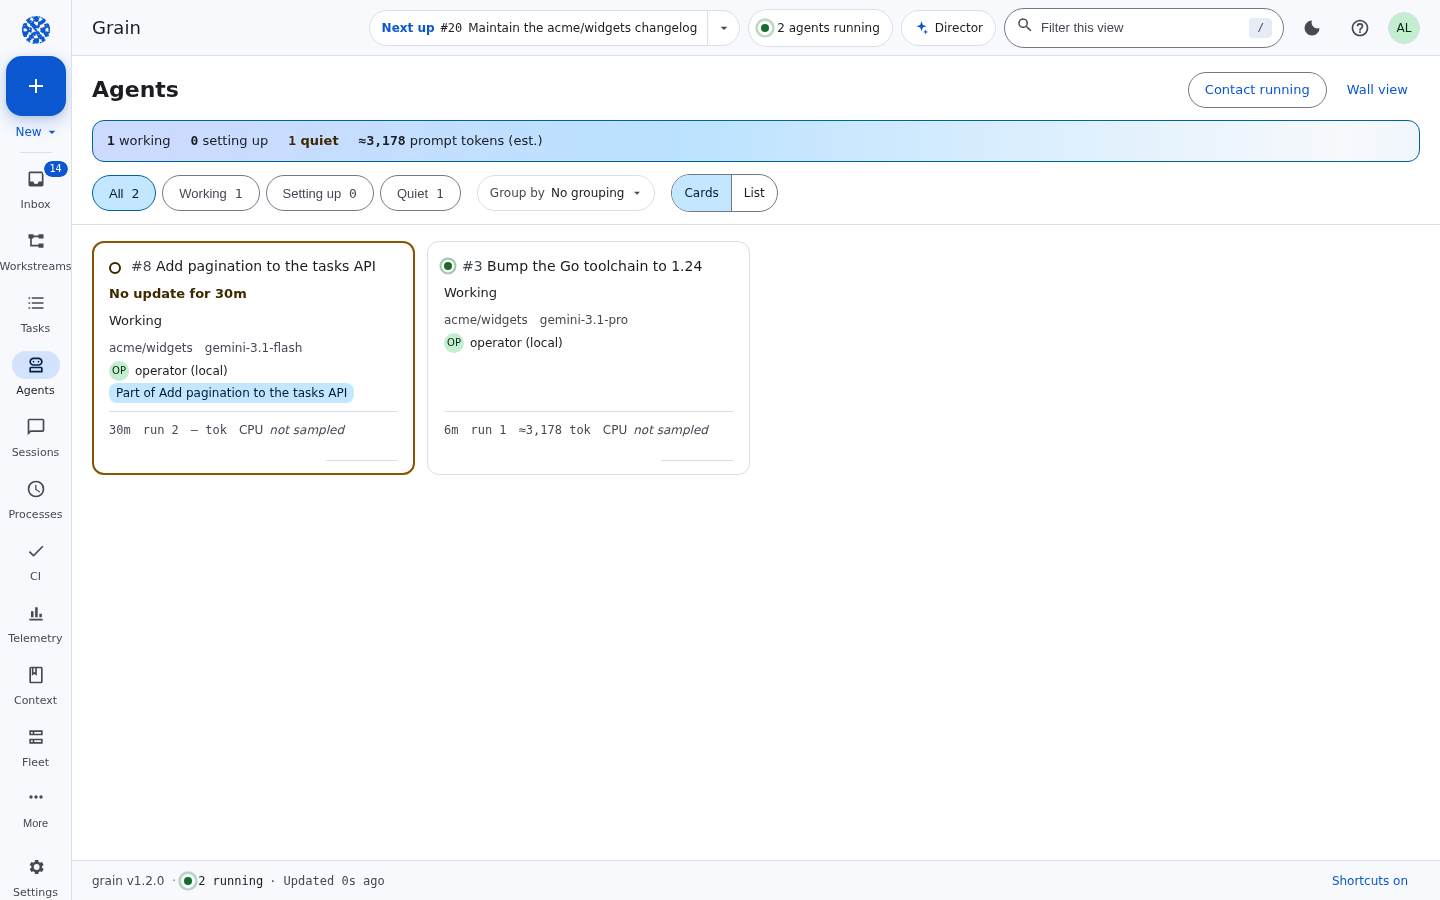 Grain
Next up #20 Maintain the acme/widgets changelog
2 agents running
Director
Filter this view /
AL
New
14
Inbox
Workstreams
Tasks
Agents
Sessions
Processes
CI
Telemetry
Context
Fleet
More
Settings
Agents
Contact running
Wall view
1 working 0 setting up 1 quiet ≈3,178 prompt tokens (est.)
All 2
Working 1
Setting up 0
Quiet 1
Group by No grouping
Cards
List
#8 Add pagination to the tasks API
No update for 30m
Working
acme/widgets gemini-3.1-flash
OP operator (local)
Part of Add pagination to the tasks API
30m run 2 — tok CPU not sampled
#3 Bump the Go toolchain to 1.24
Working
acme/widgets gemini-3.1-pro
OP operator (local)
6m run 1 ≈3,178 tok CPU not sampled
grain v1.2.0 · 2 running · Updated 0s ago
Shortcuts on